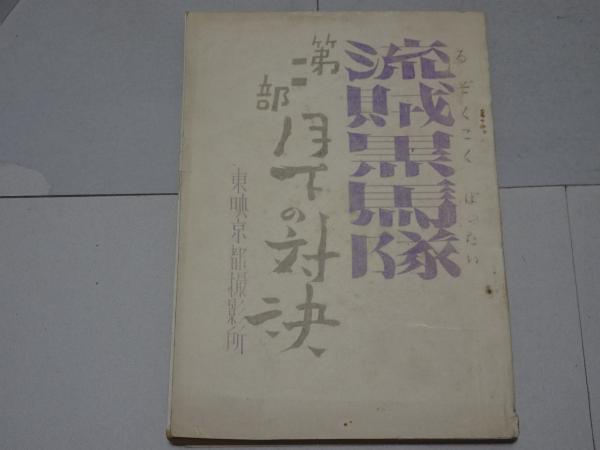 るぞくこくばったい
流賊黒馬隊
第二部
月下の対決
東映京都撮影所